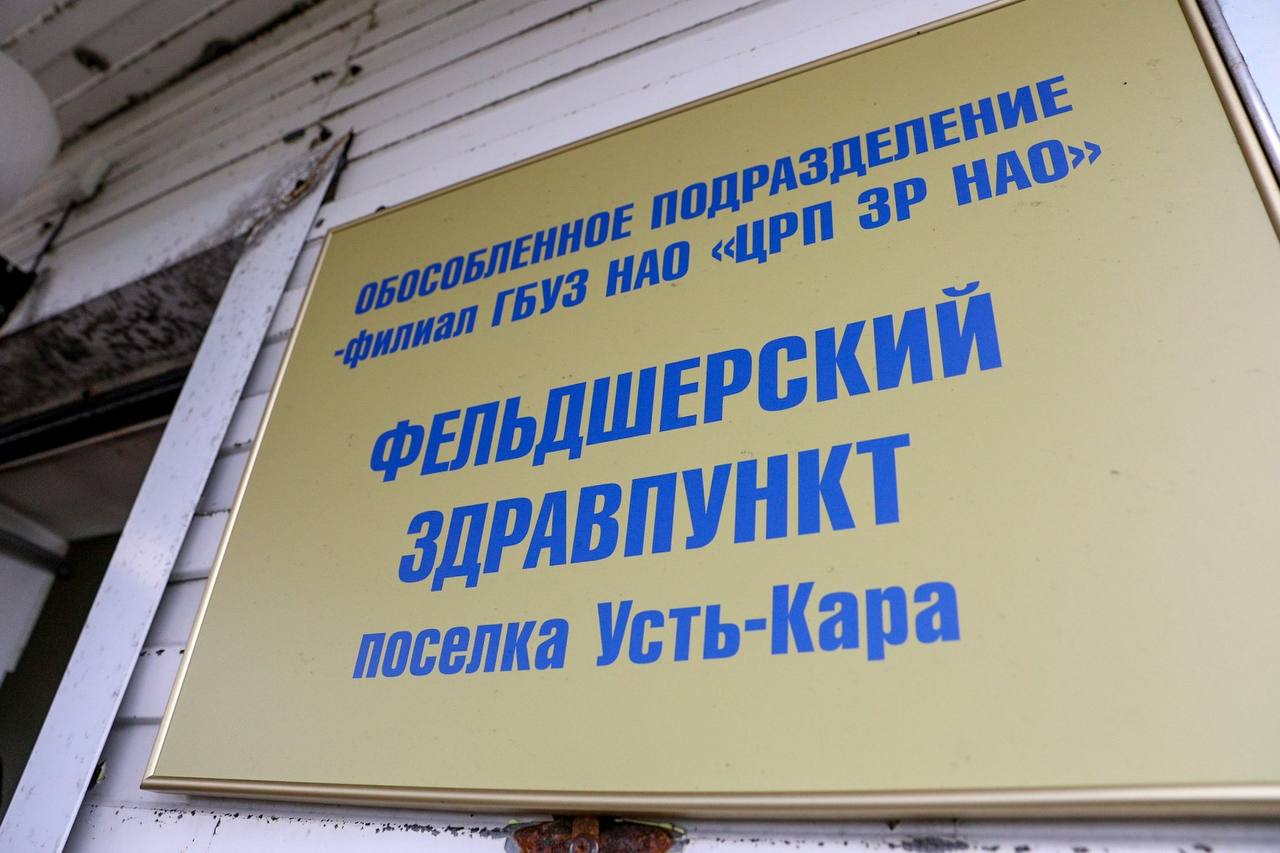 ОБОСОБЛЕННОЕ ПОДРАЗДЕЛЕНИЕ
-филиал ГБУЗ НАО «ЦРП ЗР НАО»
ФЕЛЬДШЕРСКИЙ
ЗДРАВПУНКТ
поселка Усть-Кара